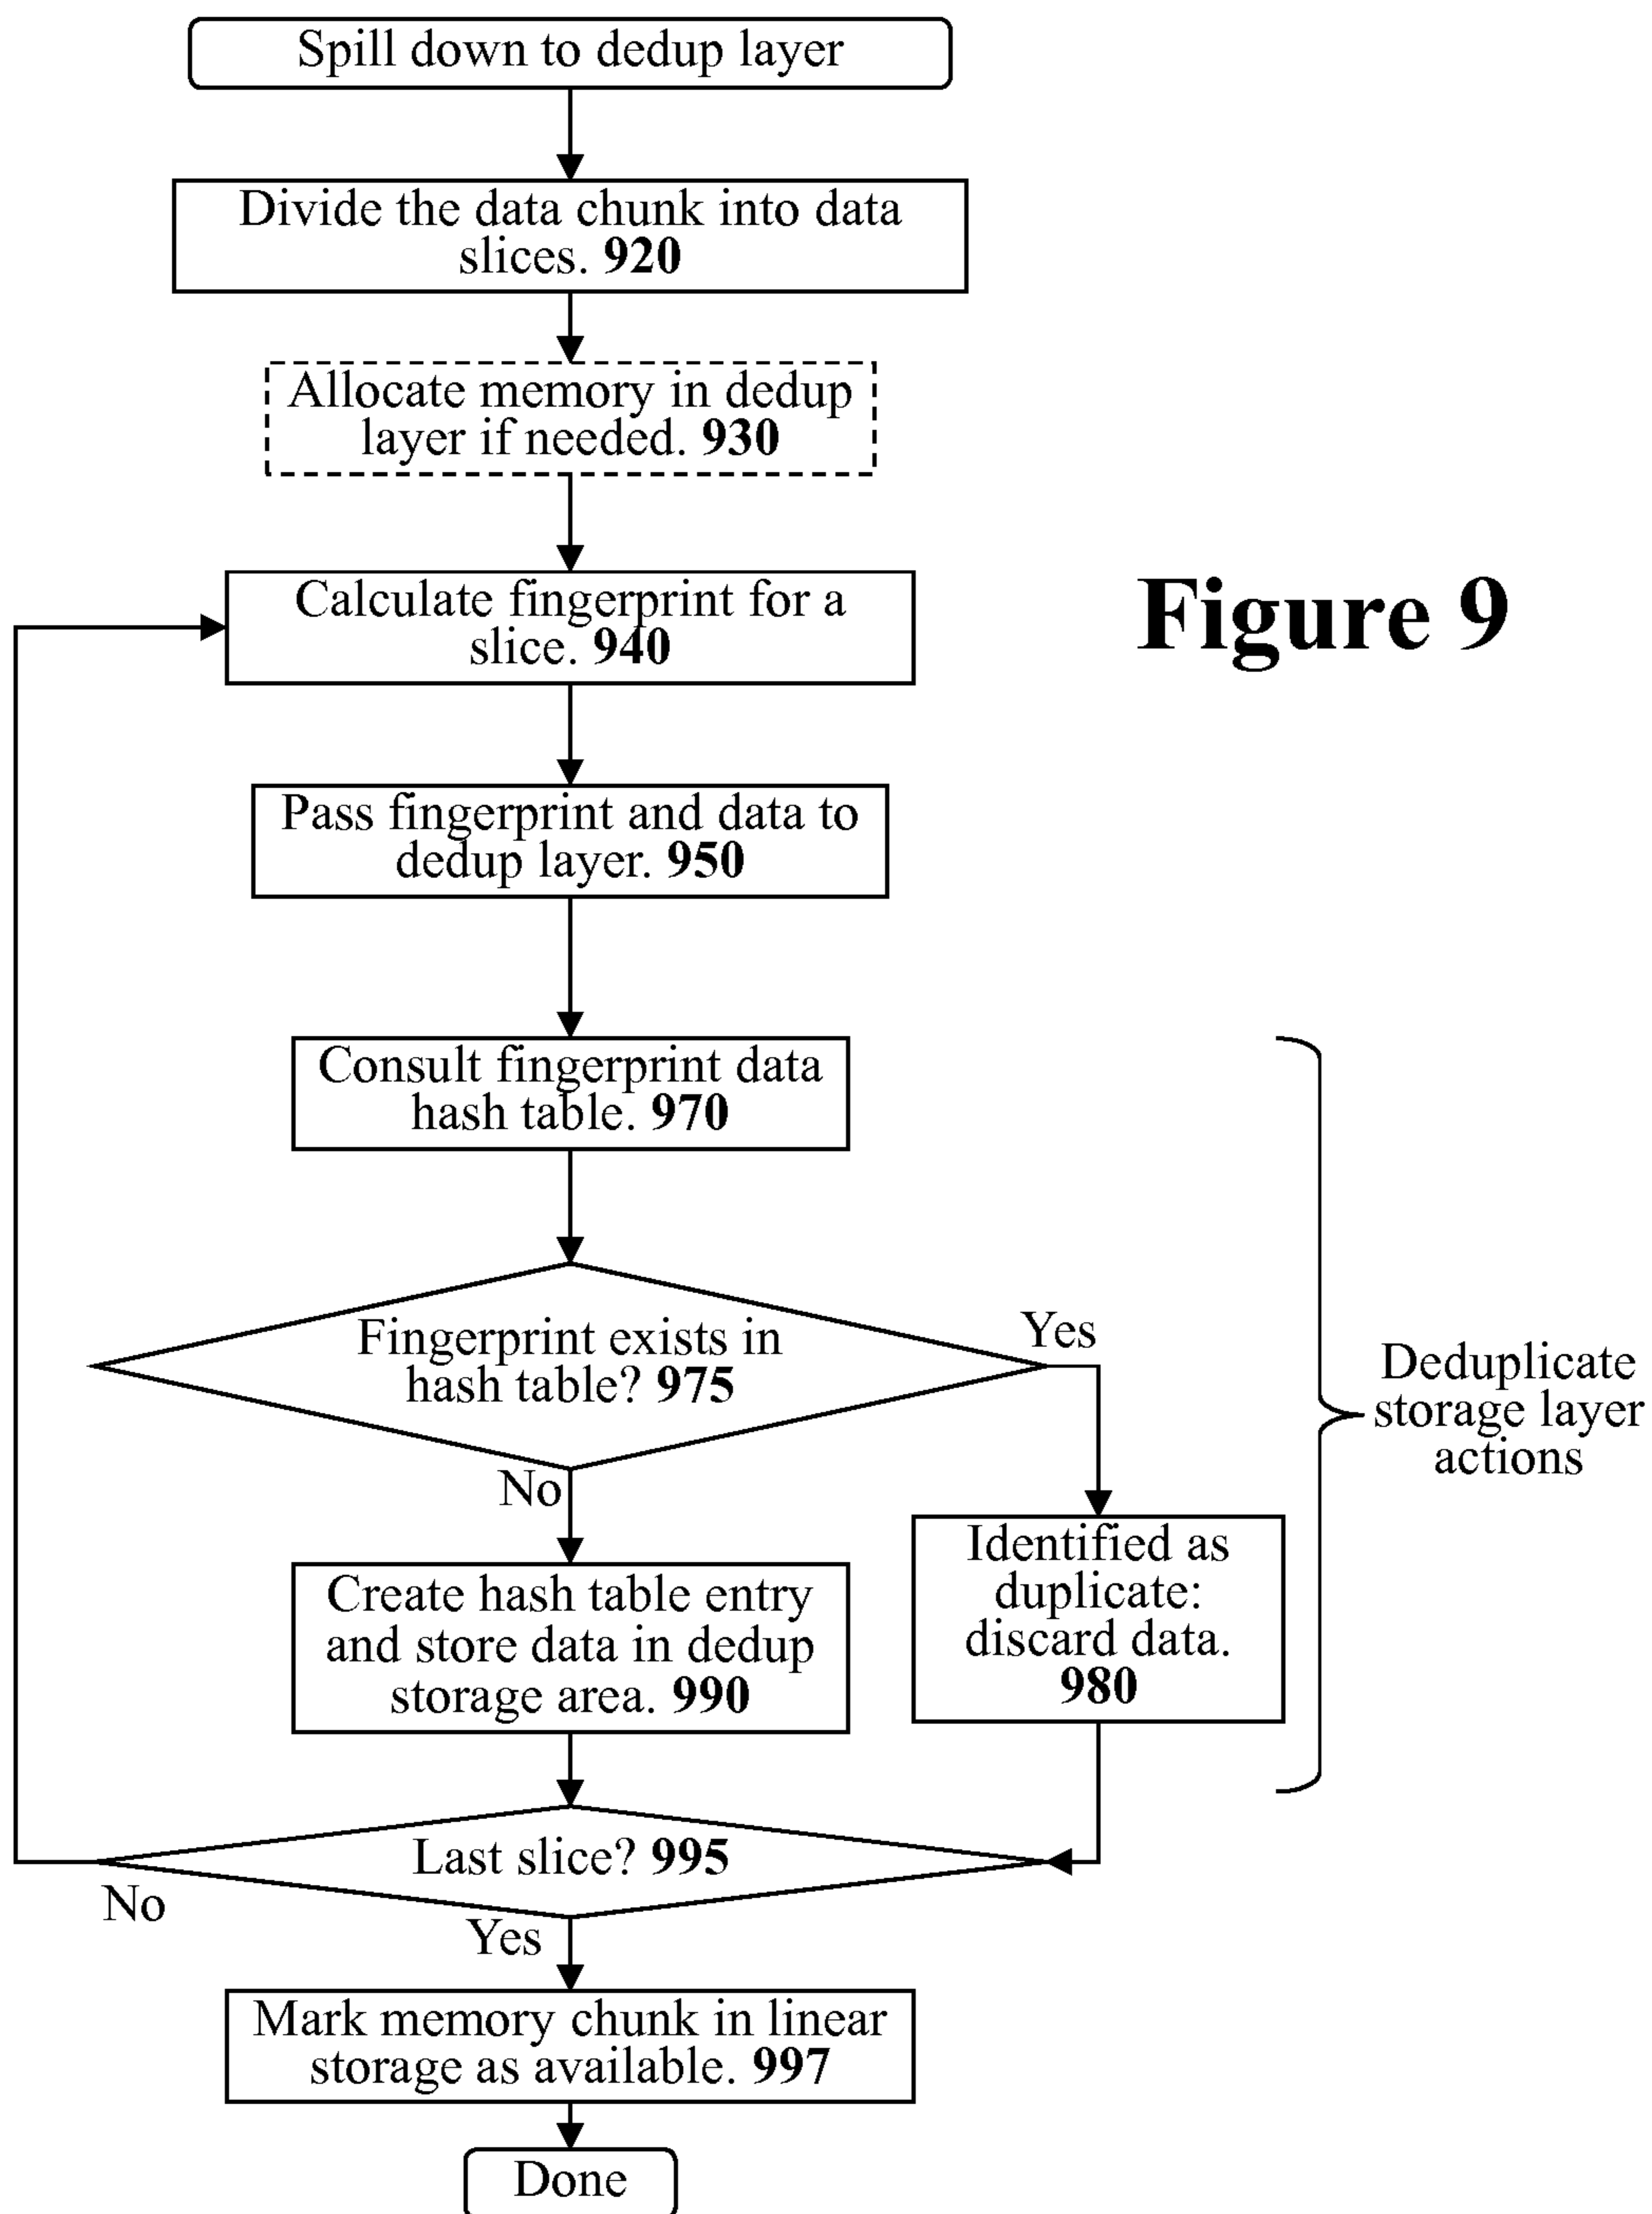 Spill down to dedup layer
Divide the data chunk into data
slices. 920
Allocate memory in dedup
layer if needed. 930
Calculate fingerprint for a
slice. 940
Figure 9
Pass fingerprint and data to
dedup layer. 950
Consult fingerprint data
hash table. 970
Fingerprint exists in
hash table? 975
Yes
No
Deduplicate
storage layer
actions
Identified as
duplicate:
discard data.
980
Create hash table entry
and store data in dedup
storage area. 990
Last slice? 995
No
Yes
Mark memory chunk in linear
storage as available. 997
Done